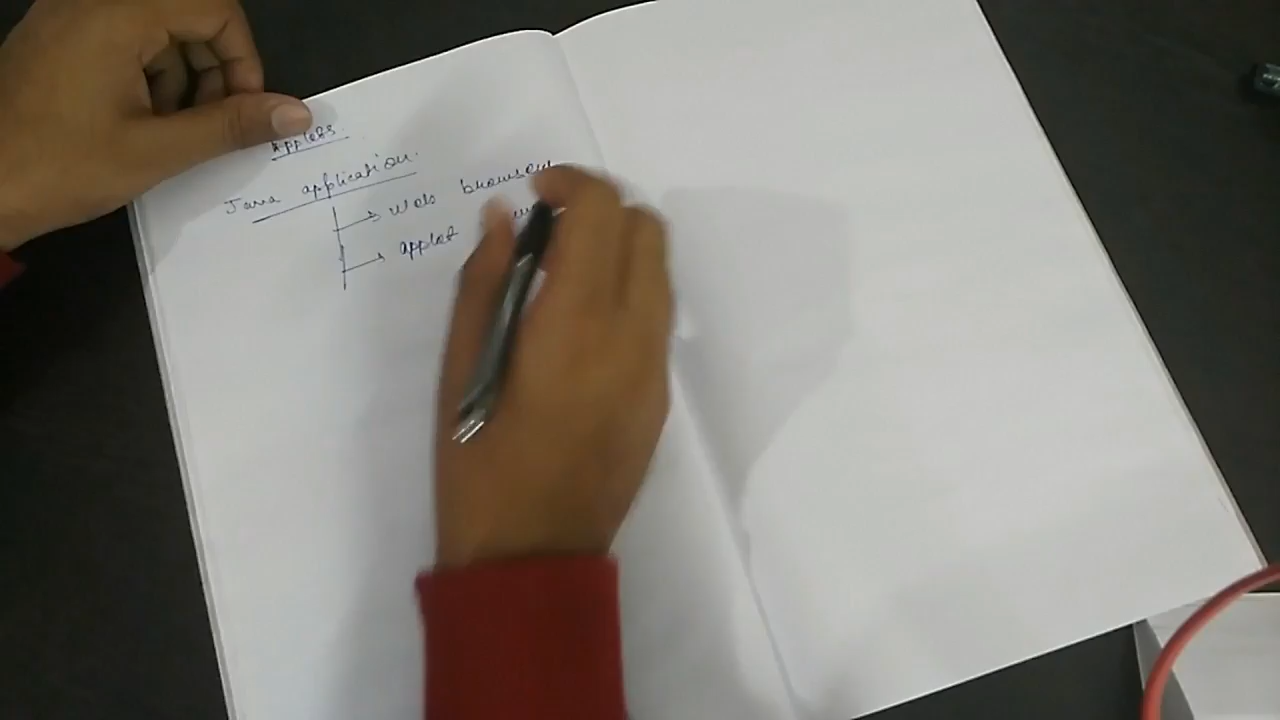 Applets.
Java application.
→ Web browser
→ applet